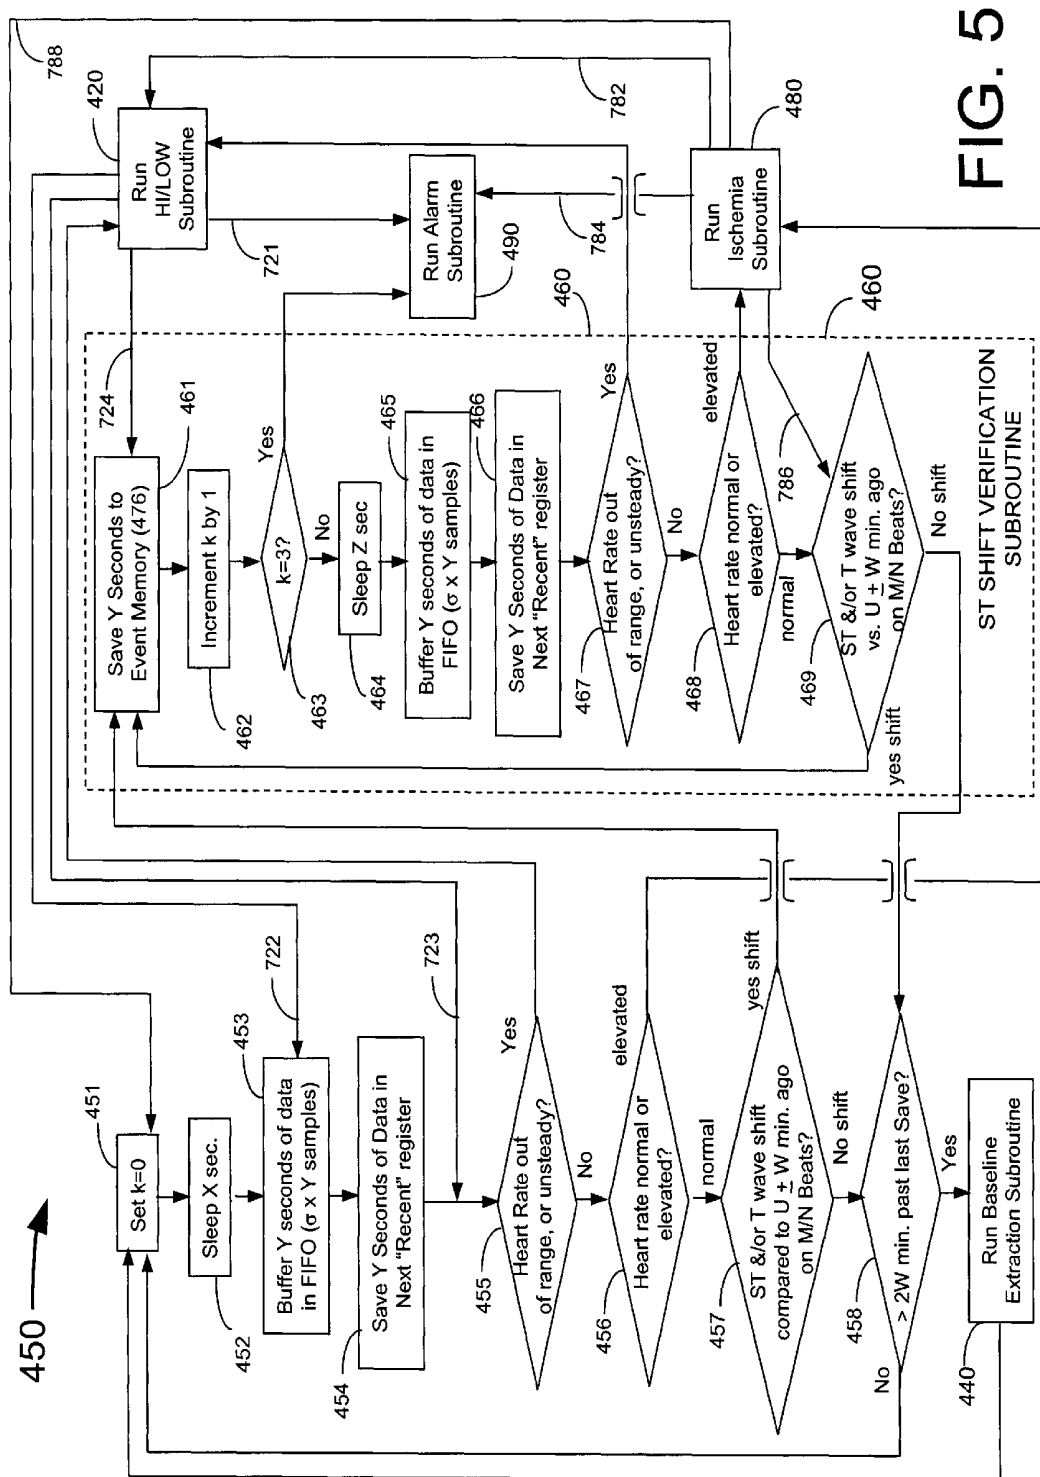 450
451
Set k=0
Sleep X sec.
452
722
453
Buffer Y seconds of data
in FIFO (σ x Y samples)
Save Y Seconds of Data in
Next "Recent" register
454
723
455
Heart Rate out
of range, or unsteady?
Yes
No
456
Heart rate normal or
elevated?
elevated
normal
457
ST &/or T wave shift
compared to U ± W min. ago
on M/N Beats?
yes shift
No shift
458
> 2W min. past last Save?
No
Yes
Run Baseline
Extraction Subroutine
440
724
Save Y Seconds to
Event Memory (476)
461
Increment k by 1
462
k=3?
Yes
No
463
Sleep Z sec
464
Buffer Y seconds of data in
FIFO (σ x Y samples)
465
Save Y Seconds of Data in
Next "Recent" register
466
Heart Rate out
of range, or unsteady?
467
Yes
No
Heart rate normal or
elevated?
468
elevated
normal
ST &/or T wave shift
vs. U ± W min. ago
on M/N Beats?
469
yes shift
No shift
ST SHIFT VERIFICATION
SUBROUTINE
460
460
788
420
Run
HI/LOW
Subroutine
721
Run Alarm
Subroutine
490
782
784
480
Run
Ischemia
Subroutine
786
FIG. 5